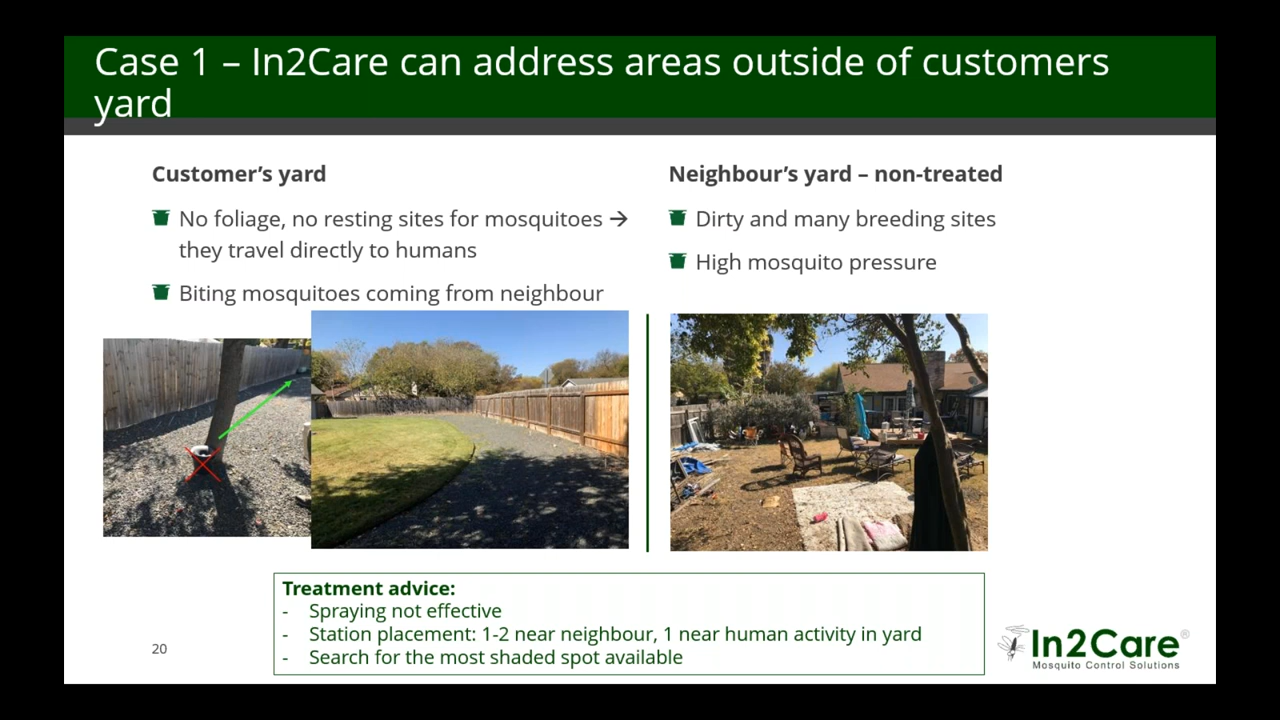 Case 1 – In2Care can address areas outside of customers
yard
Customer’s yard
No foliage, no resting sites for mosquitoes →
they travel directly to humans
Biting mosquitoes coming from neighbour
Neighbour’s yard – non-treated
Dirty and many breeding sites
High mosquito pressure
Treatment advice:
- Spraying not effective
- Station placement: 1-2 near neighbour, 1 near human activity in yard
- Search for the most shaded spot available
20
In2Care®
Mosquito Control Solutions